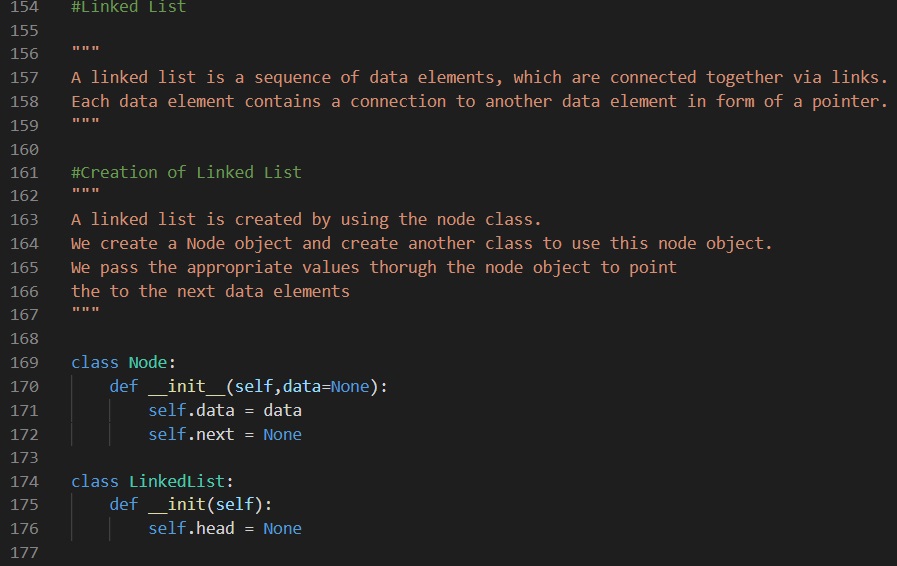 154 #Linked List
155
156 """
157 A linked list is a sequence of data elements, which are connected together via links.
158 Each data element contains a connection to another data element in form of a pointer.
159 """
160
161 #Creation of Linked List
162 """
163 A linked list is created by using the node class.
164 We create a Node object and create another class to use this node object.
165 We pass the appropriate values thorugh the node object to point
166 the to the next data elements
167 """
168
169 class Node:
170     def __init__(self,data=None):
171         self.data = data
172         self.next = None
173
174 class LinkedList:
175     def __init(self):
176         self.head = None
177